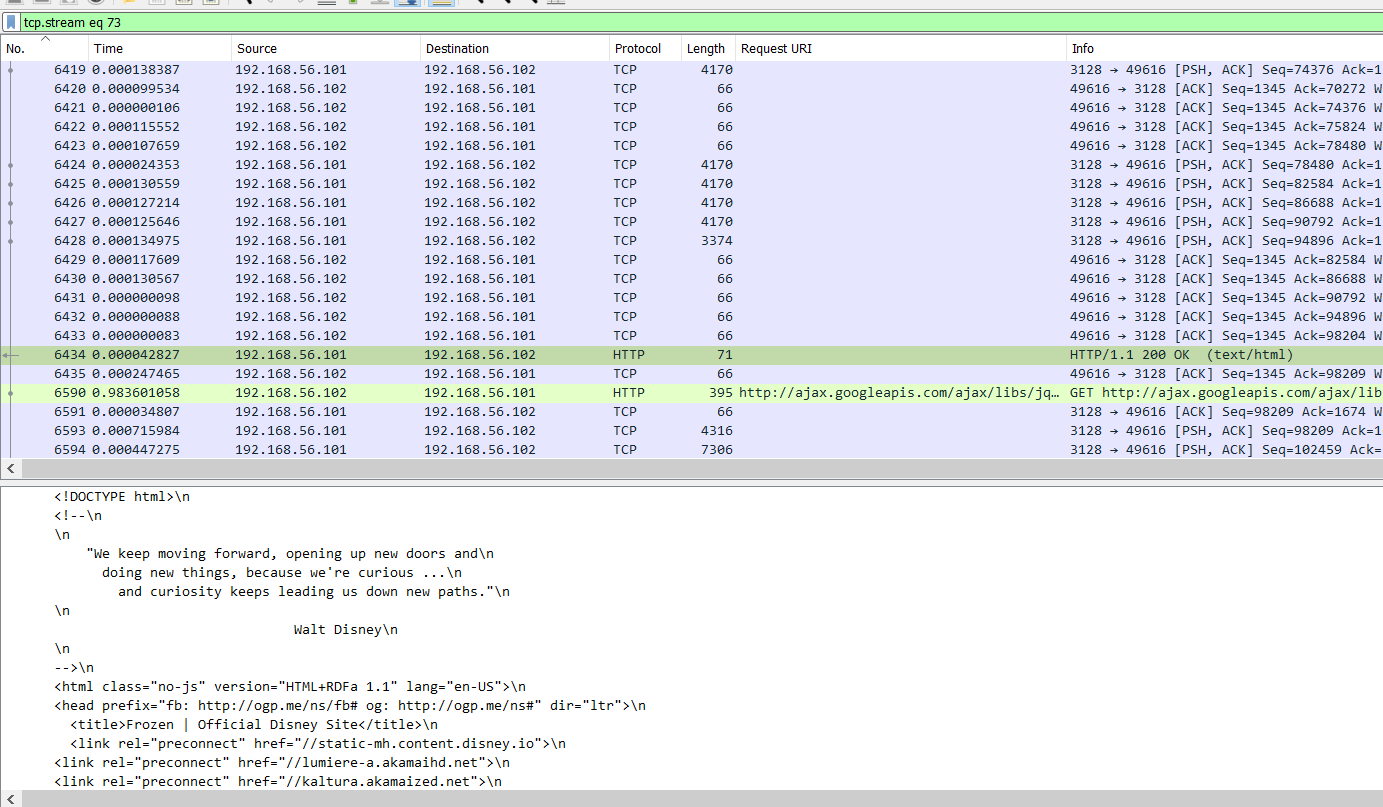 tcp.stream eq 73
No. Time Source Destination Protocol Length Request URI Info
6419 0.000138387 192.168.56.101 192.168.56.102 TCP 4170 3128 → 49616 [PSH, ACK] Seq=74376 Ack=1
6420 0.000099534 192.168.56.102 192.168.56.101 TCP 66 49616 → 3128 [ACK] Seq=1345 Ack=70272 W
6421 0.000000106 192.168.56.102 192.168.56.101 TCP 66 49616 → 3128 [ACK] Seq=1345 Ack=74376 W
6422 0.000115552 192.168.56.102 192.168.56.101 TCP 66 49616 → 3128 [ACK] Seq=1345 Ack=75824 W
6423 0.000107659 192.168.56.102 192.168.56.101 TCP 66 49616 → 3128 [ACK] Seq=1345 Ack=78480 W
6424 0.000024353 192.168.56.101 192.168.56.102 TCP 4170 3128 → 49616 [PSH, ACK] Seq=78480 Ack=1
6425 0.000130559 192.168.56.101 192.168.56.102 TCP 4170 3128 → 49616 [PSH, ACK] Seq=82584 Ack=1
6426 0.000127214 192.168.56.101 192.168.56.102 TCP 4170 3128 → 49616 [PSH, ACK] Seq=86688 Ack=1
6427 0.000125646 192.168.56.101 192.168.56.102 TCP 4170 3128 → 49616 [PSH, ACK] Seq=90792 Ack=1
6428 0.000134975 192.168.56.101 192.168.56.102 TCP 3374 3128 → 49616 [PSH, ACK] Seq=94896 Ack=1
6429 0.000117609 192.168.56.102 192.168.56.101 TCP 66 49616 → 3128 [ACK] Seq=1345 Ack=82584 W
6430 0.000130567 192.168.56.102 192.168.56.101 TCP 66 49616 → 3128 [ACK] Seq=1345 Ack=86688 W
6431 0.000000098 192.168.56.102 192.168.56.101 TCP 66 49616 → 3128 [ACK] Seq=1345 Ack=90792 W
6432 0.000000088 192.168.56.102 192.168.56.101 TCP 66 49616 → 3128 [ACK] Seq=1345 Ack=94896 W
6433 0.000000083 192.168.56.102 192.168.56.101 TCP 66 49616 → 3128 [ACK] Seq=1345 Ack=98204 W
6434 0.000042827 192.168.56.101 192.168.56.102 HTTP 71 HTTP/1.1 200 OK  (text/html)
6435 0.000247465 192.168.56.102 192.168.56.101 TCP 66 49616 → 3128 [ACK] Seq=1345 Ack=98209 W
6590 0.983601058 192.168.56.102 192.168.56.101 HTTP 395 http://ajax.googleapis.com/ajax/libs/jq… GET http://ajax.googleapis.com/ajax/lib
6591 0.000034807 192.168.56.101 192.168.56.102 TCP 66 3128 → 49616 [ACK] Seq=98209 Ack=1674 W
6593 0.000715984 192.168.56.101 192.168.56.102 TCP 4316 3128 → 49616 [PSH, ACK] Seq=98209 Ack=1
6594 0.000447275 192.168.56.101 192.168.56.102 TCP 7306 3128 → 49616 [PSH, ACK] Seq=102459 Ack=
<!DOCTYPE html>\n
<!--\n
\n
"We keep moving forward, opening up new doors and\n
doing new things, because we're curious ...\n
and curiosity keeps leading us down new paths."\n
\n
Walt Disney\n
\n
-->\n
<html class="no-js" version="HTML+RDFa 1.1" lang="en-US">\n
<head prefix="fb: http://ogp.me/ns/fb# og: http://ogp.me/ns#" dir="ltr">\n
<title>Frozen | Official Disney Site</title>\n
<link rel="preconnect" href="//static-mh.content.disney.io">\n
<link rel="preconnect" href="//lumiere-a.akamaihd.net">\n
<link rel="preconnect" href="//kaltura.akamaized.net">\n